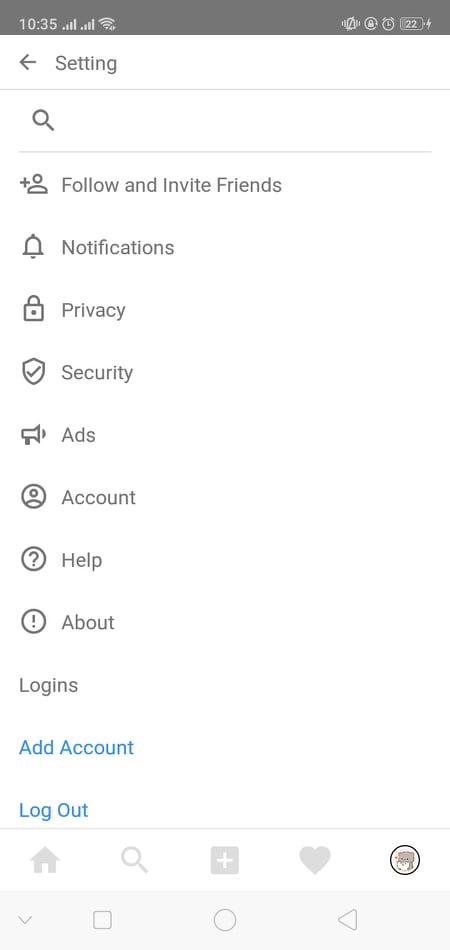 10:35
22
Setting
Follow and Invite Friends
Notifications
Privacy
Security
Ads
Account
Help
About
Logins
Add Account
Log Out